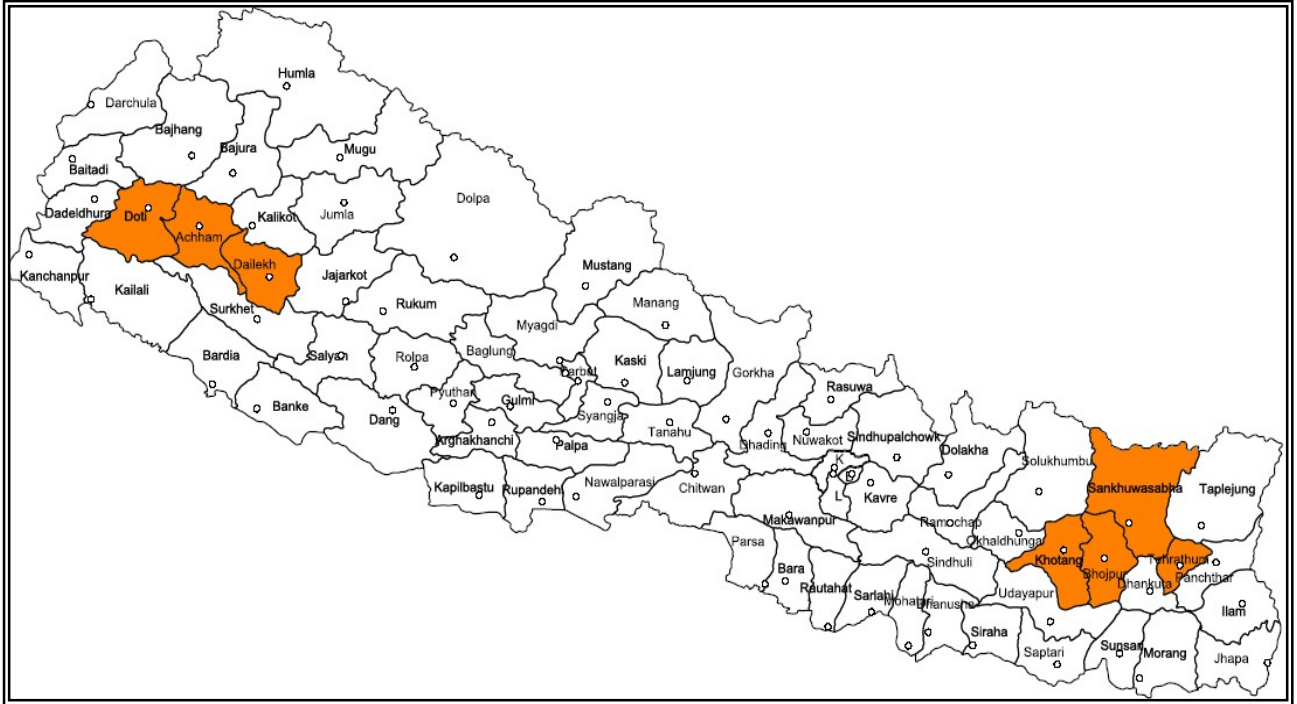 Humla
Darchula
Bajhang
Bajura
Mugu
Baitadi
Dolpa
Dadeldhura
Doti
Achham
Kalikot
Jumla
Dailekh
Kanchanpur
Kailali
Jajarkot
Mustang
Surkhet
Rukum
Manang
Myagdi
Bardia
Salyan
Rolpa
Baglung
Parbat
Kaski
Lamjung
Gorkha
Rasuwa
Banke
Dang
Pyuthan
Gulmi
Syangja
Tanahu
Dhading
Nuwakot
Sindhupalchowk
Dolakha
Solukhumbu
Arghakhanchi
Palpa
K
Sankhuwasabha
Taplejung
Kapilbastu
Rupandehi
Nawalparasi
Chitwan
L
Kavre
Makawanpur
Ramechap
Okhaldhunga
Parsa
Bara
Sindhuli
Khotang
Bhojpur
Tehrathum
Dhankuta
Panchthar
Rautahat
Sarlahi
Mohatari
Dhanusha
Udayapur
Ilam
Siraha
Saptari
Sunsari
Morang
Jhapa